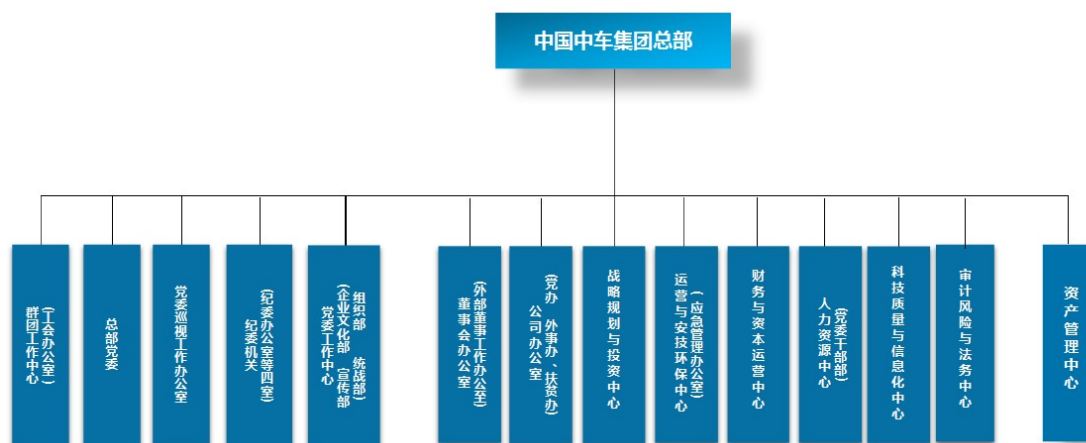 中国中车集团总部
群团工作中心
(工会办公室)
总部党委
党委巡视工作办公室
纪委机关
(纪委办公室等四室)
党委工作中心
(企业文化部 宣传部
组织部 统战部)
董事会办公室
(外部董事工作办公室)
公司办公室
(党办 外事办、扶贫办)
战略规划与投资中心
运营与安技环保中心
(应急管理办公室)
财务与资本运营中心
人力资源中心
(党委干部部)
科技质量与信息化中心
审计风险与法务中心
资产管理中心